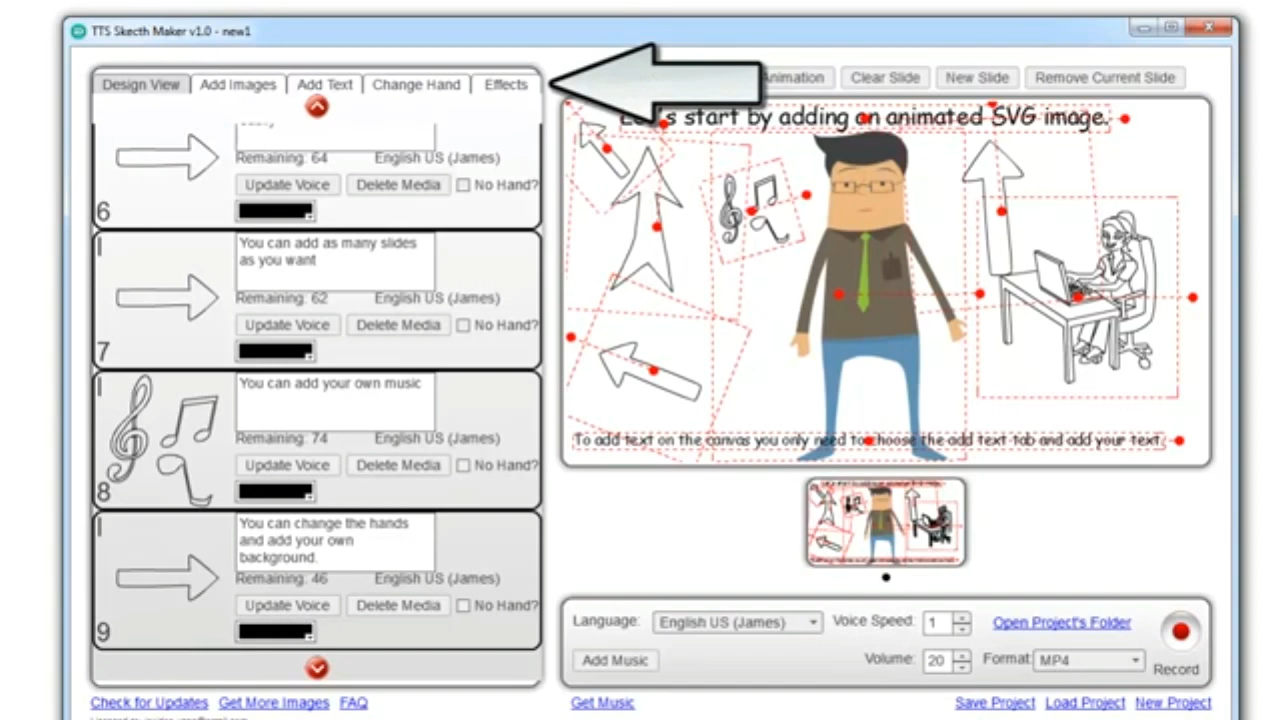 TTS Skecth Maker v1.0 - new1
Design View
Add Images
Add Text
Change Hand
Effects
Remaining: 64
English US (James)
Update Voice
Delete Media
No Hand?
6
You can add as many slides
as you want
Remaining: 62
English US (James)
Update Voice
Delete Media
No Hand?
7
You can add your own music
Remaining: 74
English US (James)
Update Voice
Delete Media
No Hand?
8
You can change the hands
and add your own
background.
Remaining: 46
English US (James)
Update Voice
Delete Media
No Hand?
9
Check for Updates
Get More Images
FAQ
Animation
Clear Slide
New Slide
Remove Current Slide
start by adding an animated SVG image.
To add text on the canvas you only need to choose the add text tab and add your text.
Language:
English US (James)
Voice Speed:
1
Open Project's Folder
Add Music
Volume:
20
Format:
MP4
Record
Get Music
Save Project
Load Project
New Project